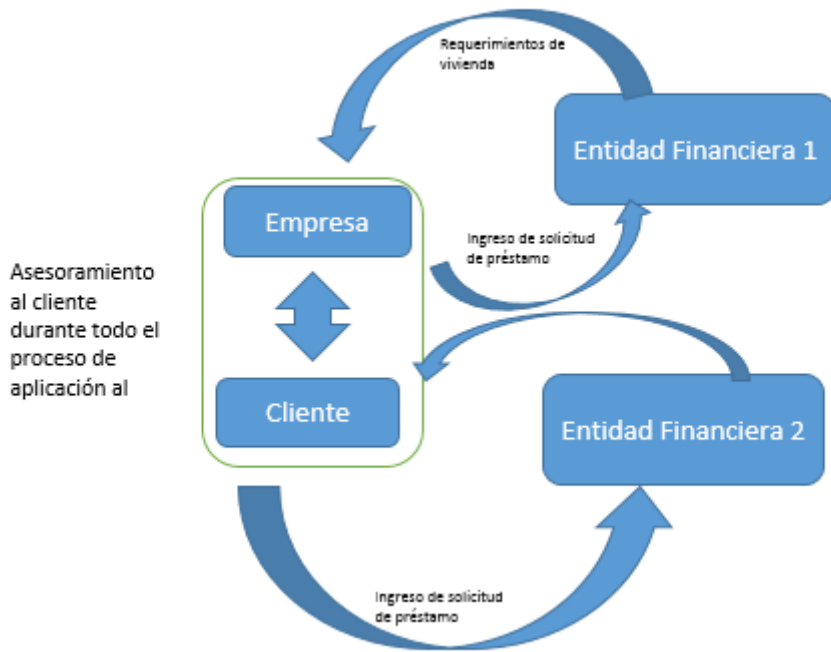 Requerimientos de
vivienda
Entidad Financiera 1
Empresa
Ingreso de solicitud
de préstamo
Asesoramiento
al cliente
durante todo el
proceso de
aplicación al
Cliente
Entidad Financiera 2
Ingreso de solicitud
de préstamo